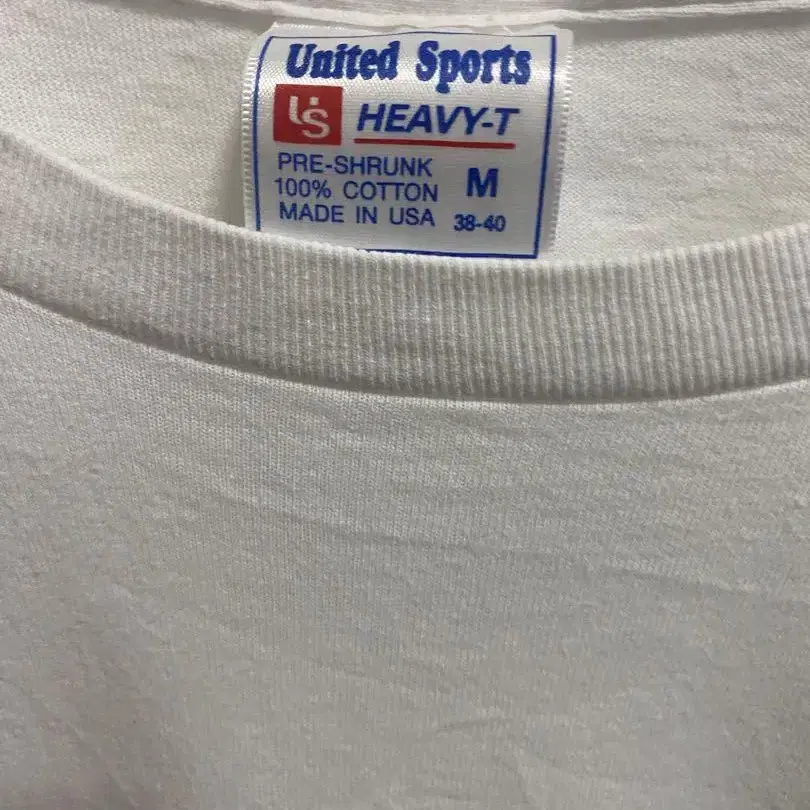 United Sports
US HEAVY-T
PRE-SHRUNK
100% COTTON M
MADE IN USA 38-40